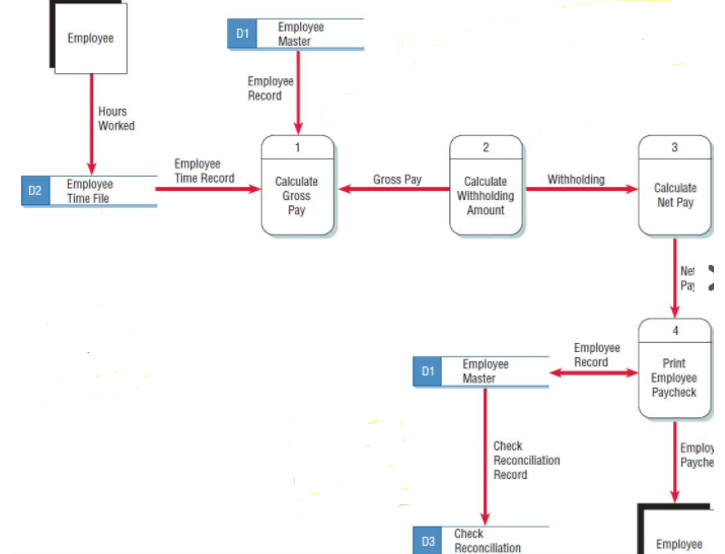 Employee
D1
Employee
Master
Employee
Record
Hours
Worked
1
Calculate
Gross
Pay
2
Calculate
Withholding
Amount
3
Calculate
Net Pay
Employee
Time Record
Gross Pay
Withholding
D2
Employee
Time File
Net
4
Print
Employee
Paycheck
Employee
Record
D1
Employee
Master
Check
Reconciliation
Record
Employee
D3
Check
Reconciliation